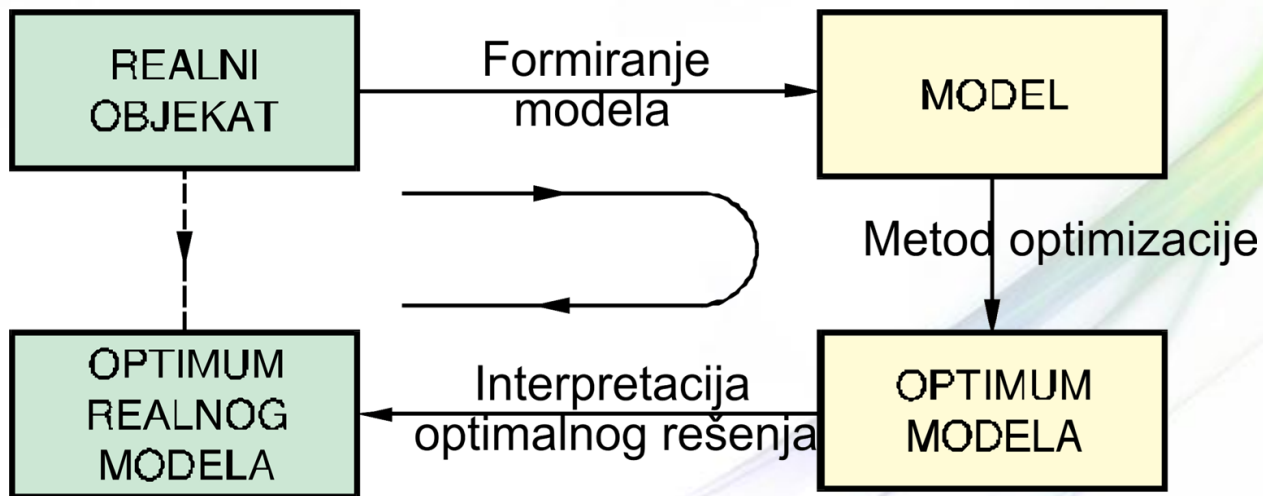 REALNI
OBJEKAT
Formiranje
modela
MODEL
Metod optimizacije
OPTIMUM
REALNOG
MODELA
Interpretacija
optimalnog rešenja
OPTIMUM
MODELA